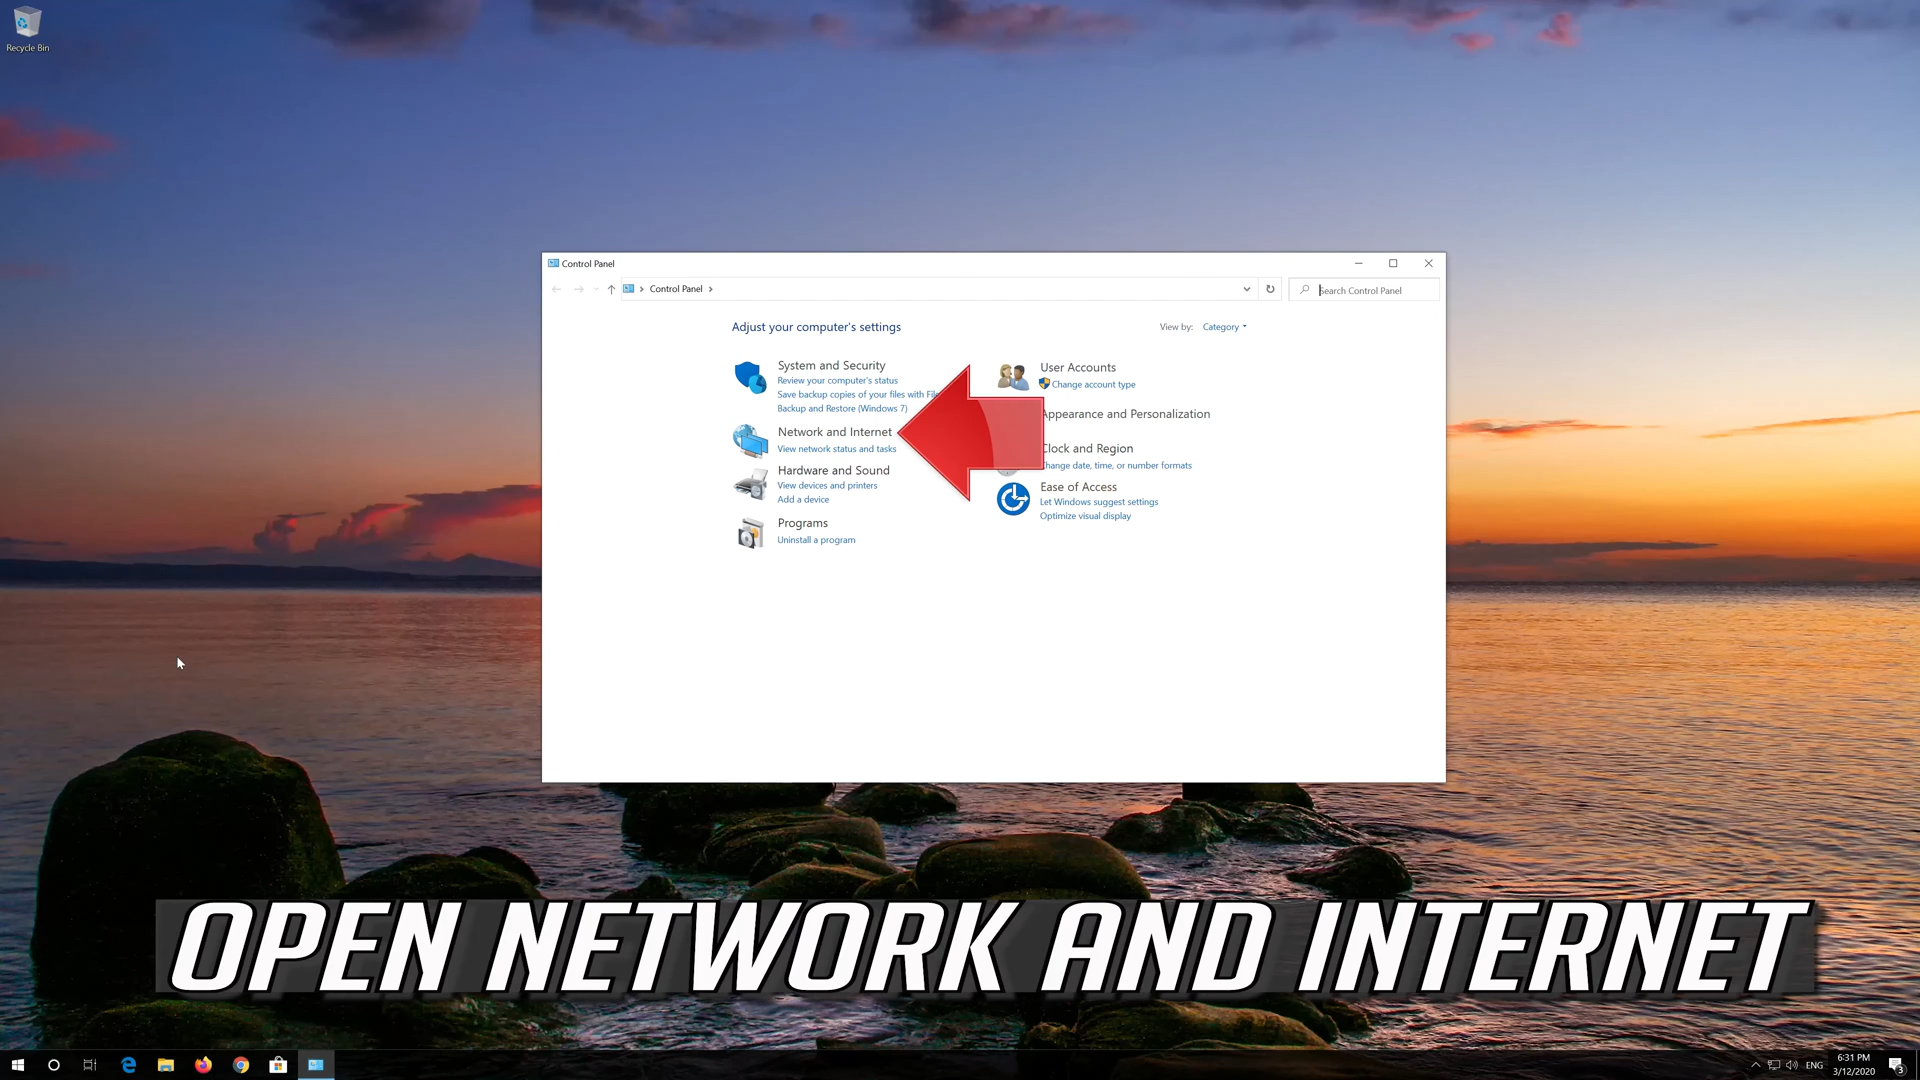 Recycle Bin
Control Panel
Control Panel
Search Control Panel
Adjust your computer's settings
View by: Category
System and Security
Review your computer's status
Save backup copies of your files with
Backup and Restore (Windows 7)
Network and Internet
View network status and tasks
Hardware and Sound
View devices and printers
Add a device
Programs
Uninstall a program
User Accounts
Change account type
Appearance and Personalization
Clock and Region
Change date, time, or number formats
Ease of Access
Let Windows suggest settings
Optimize visual display
OPEN NETWORK AND INTERNET
ENG
6:31 PM
3/12/2020
3